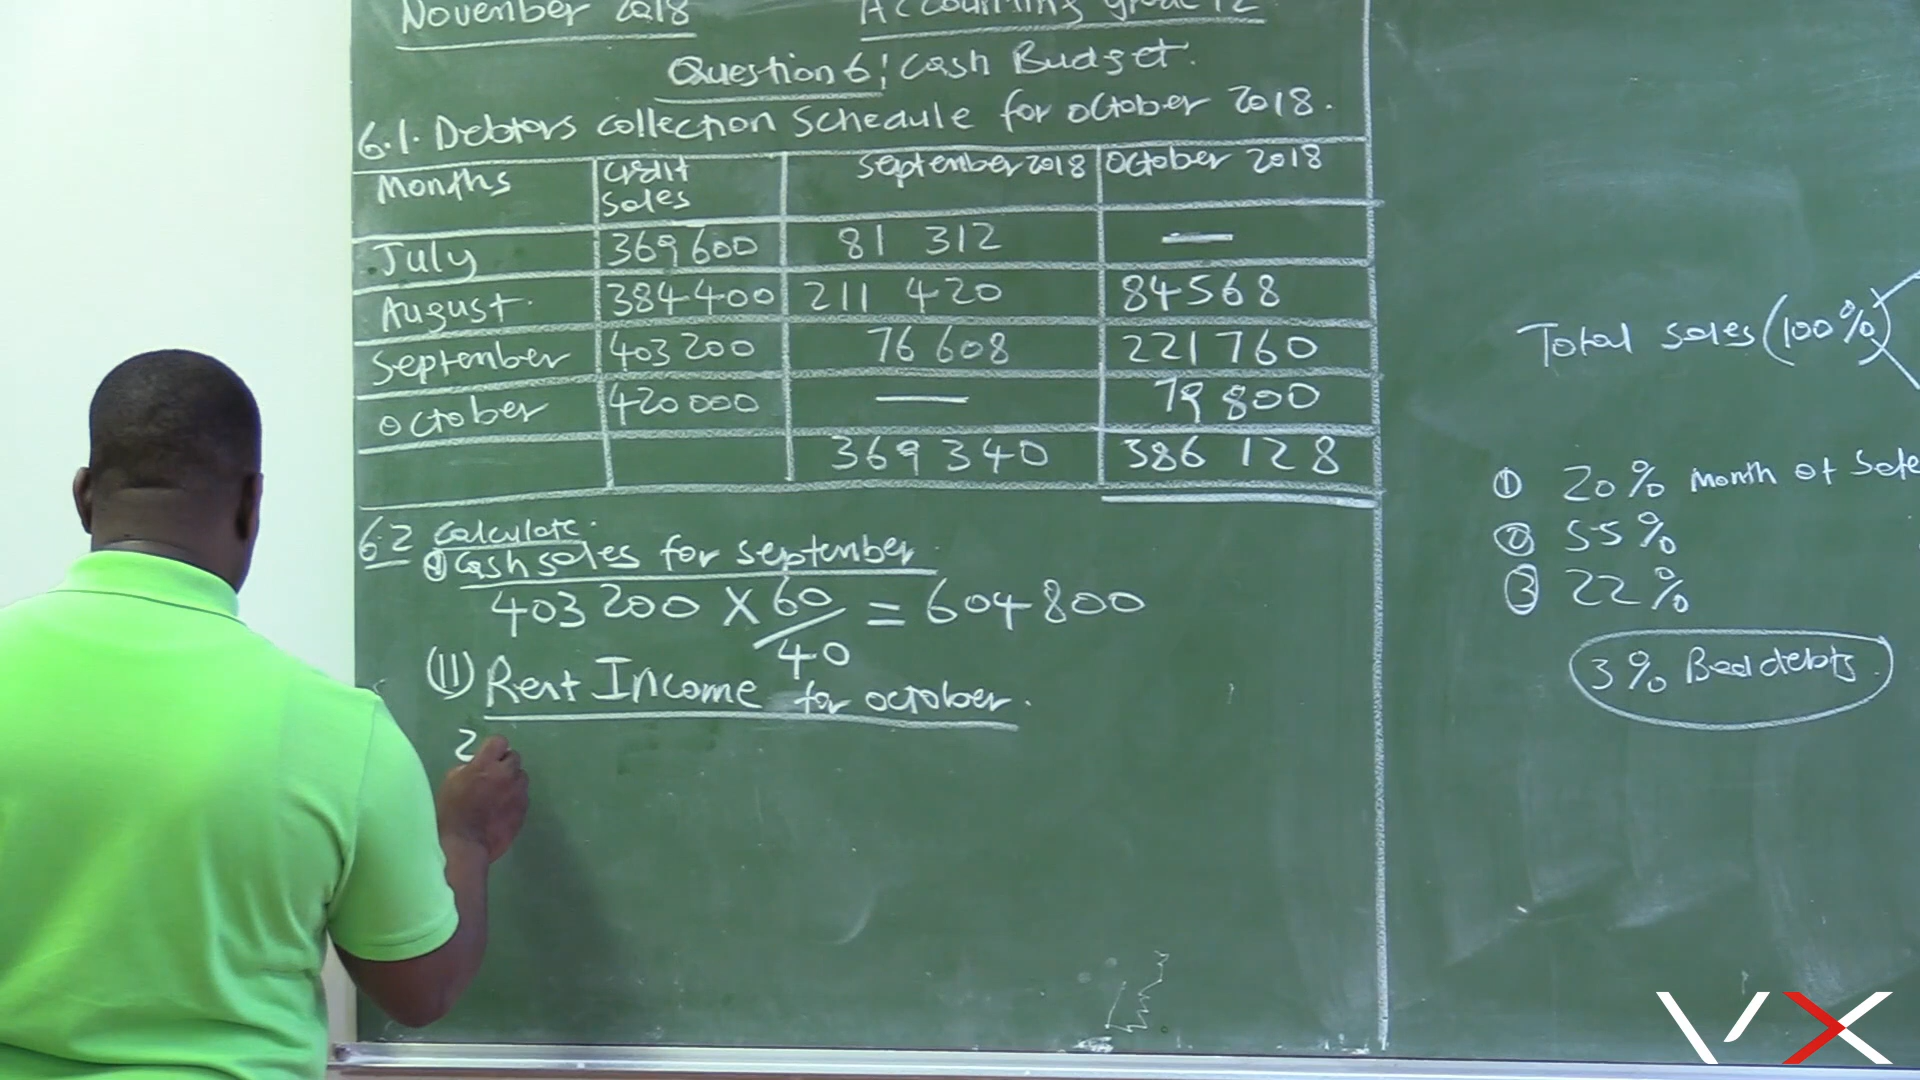 November 2018 Accounting grade 12
Question 6: Cash Budget.
6.1. Debtors collection Schedule for October 2018.
Months Credit Sales September 2018 October 2018
July 369 600 81 312 —
August. 384 400 211 420 84568
September 403 200 76 608 221 760
October 420 000 — 79 800
369 340 386 128
6.2 Calculate.
Cash sales for September.
403 200 X 60/40 = 604 800
(II) Rent Income for october.
2
Total sales (100%)
① 20% Month of Sale
② 55%
③ 22%
3% Bad debts.
VX